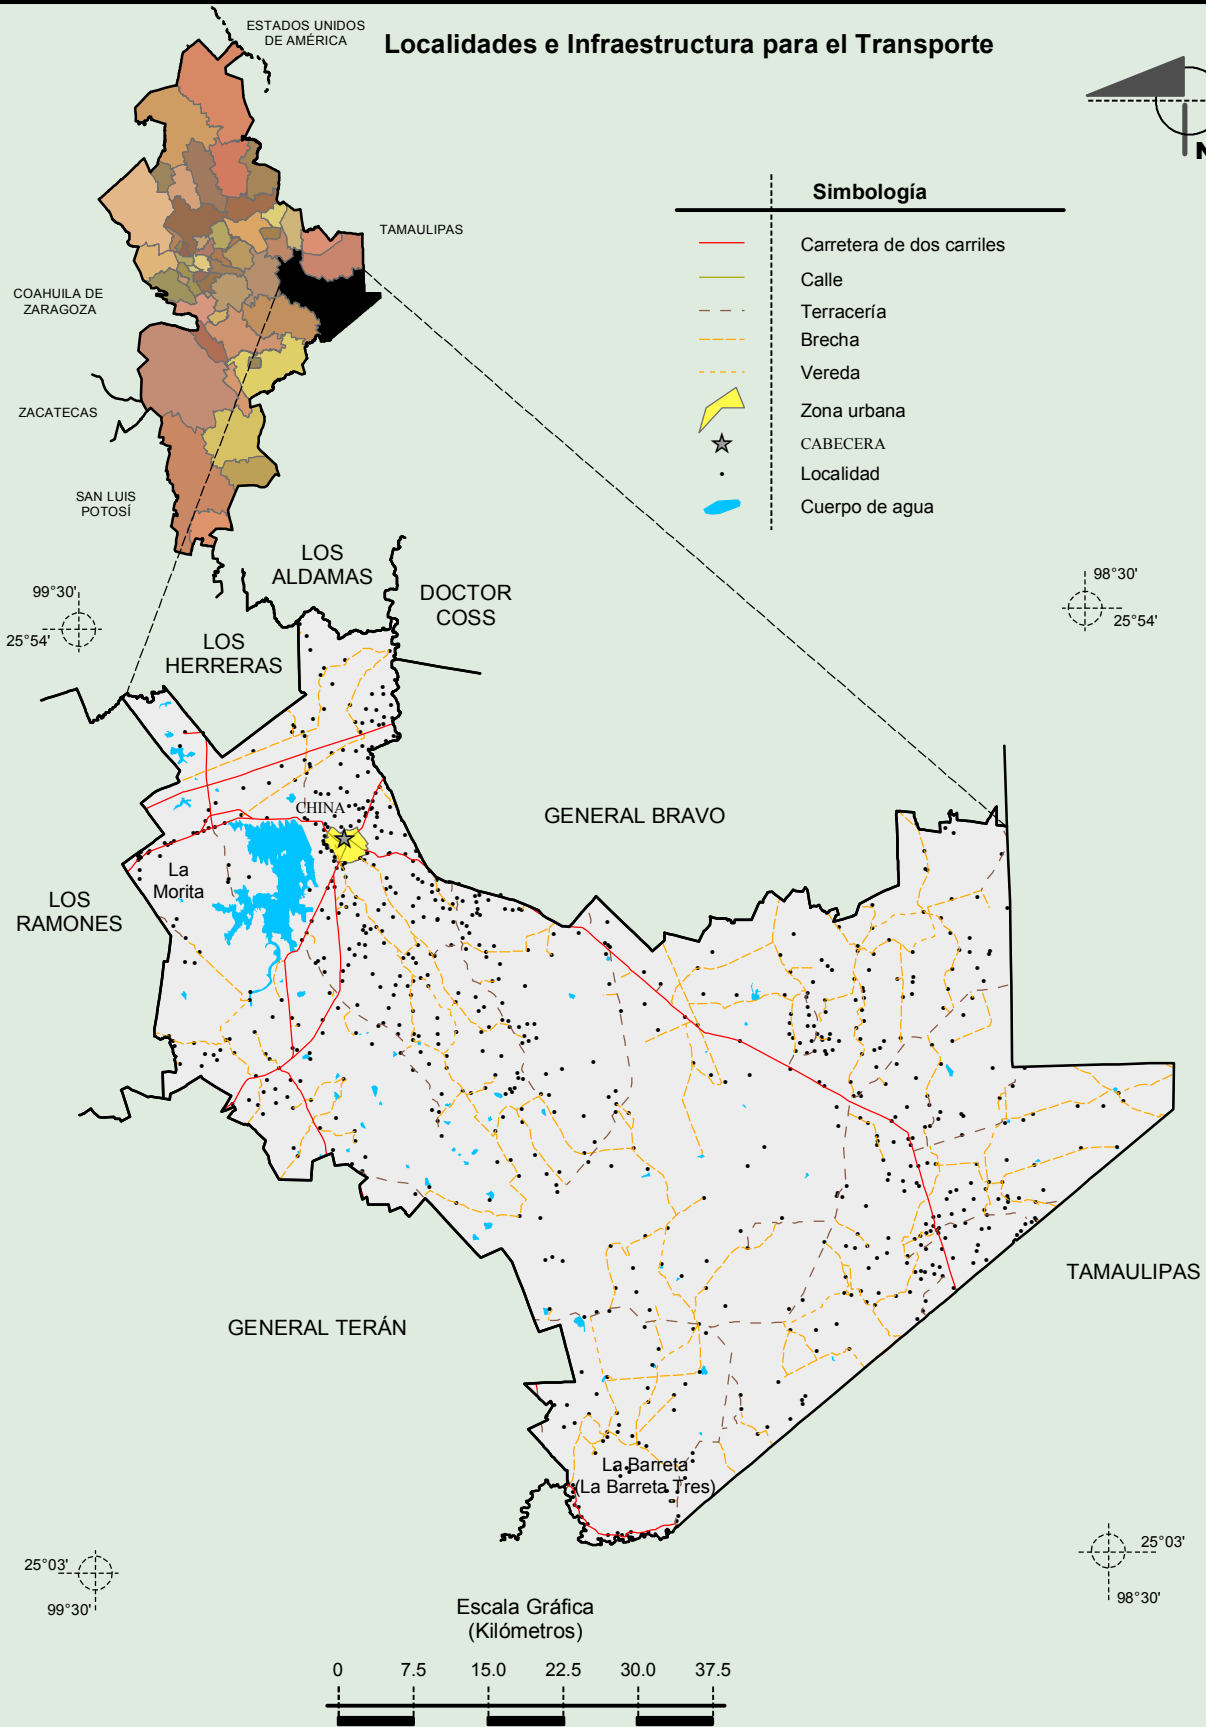 ESTADOS UNIDOS
DE AMÉRICA
Localidades e Infraestructura para el Transporte
N
Simbología
Carretera de dos carriles
Calle
Terracería
Brecha
Vereda
Zona urbana
CABECERA
Localidad
Cuerpo de agua
TAMAULIPAS
COAHUILA DE
ZARAGOZA
ZACATECAS
SAN LUIS
POTOSÍ
LOS
ALDAMAS
DOCTOR
COSS
LOS
HERRERAS
99°30'
25°54'
98°30'
25°54'
CHINA
GENERAL BRAVO
La
Morita
LOS
RAMONES
TAMAULIPAS
GENERAL TERÁN
La Barreta
(La Barreta Tres)
25°03'
99°30'
25°03'
98°30'
Escala Gráfica
(Kilómetros)
0 7.5 15.0 22.5 30.0 37.5